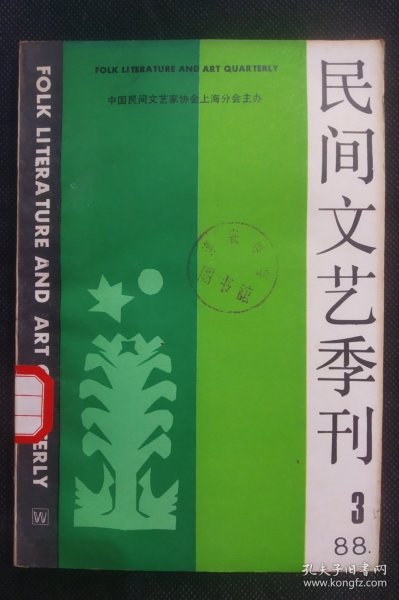 FOLK LITERATURE AND ART QUARTERLY
中国民间文艺家协会上海分会主办
民间文艺季刊
3
88.
FOLK LITERATURE AND ART Q
ERLY
W
孔夫子旧书网
www.kongfz.com